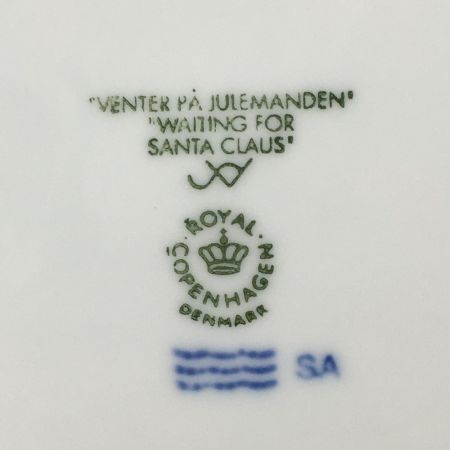 "VENTER PÅ JULEMANDEN"
"WAITING FOR
SANTA CLAUS"
ROYAL
COPENHAGEN
DENMARK
SA